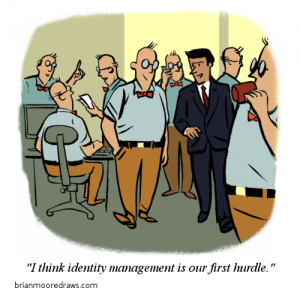 "I think identity management is our first hurdle."
brianmooredraws.com